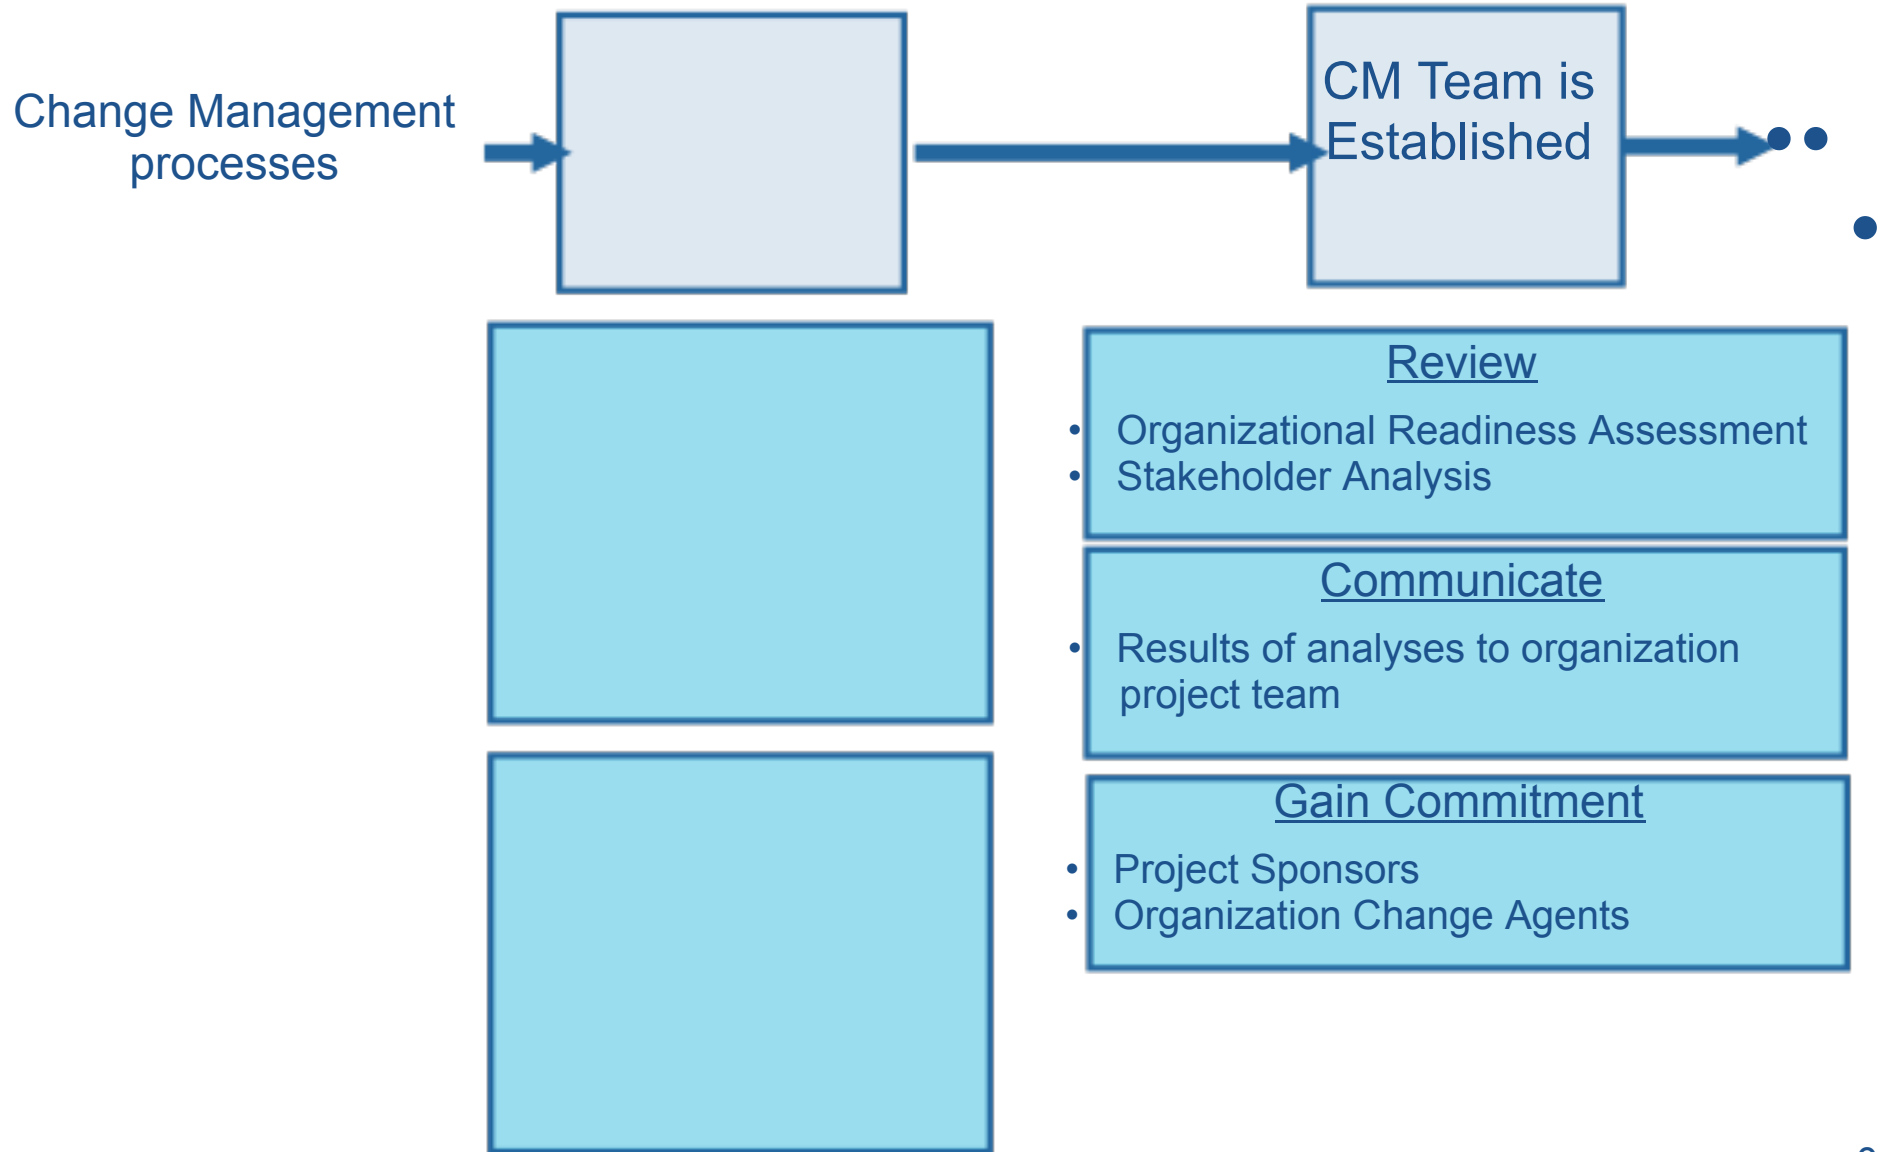 Change Management
processes
CM Team is
Established
Review
• Organizational Readiness Assessment
• Stakeholder Analysis
Communicate
• Results of analyses to organization
project team
Gain Commitment
• Project Sponsors
• Organization Change Agents